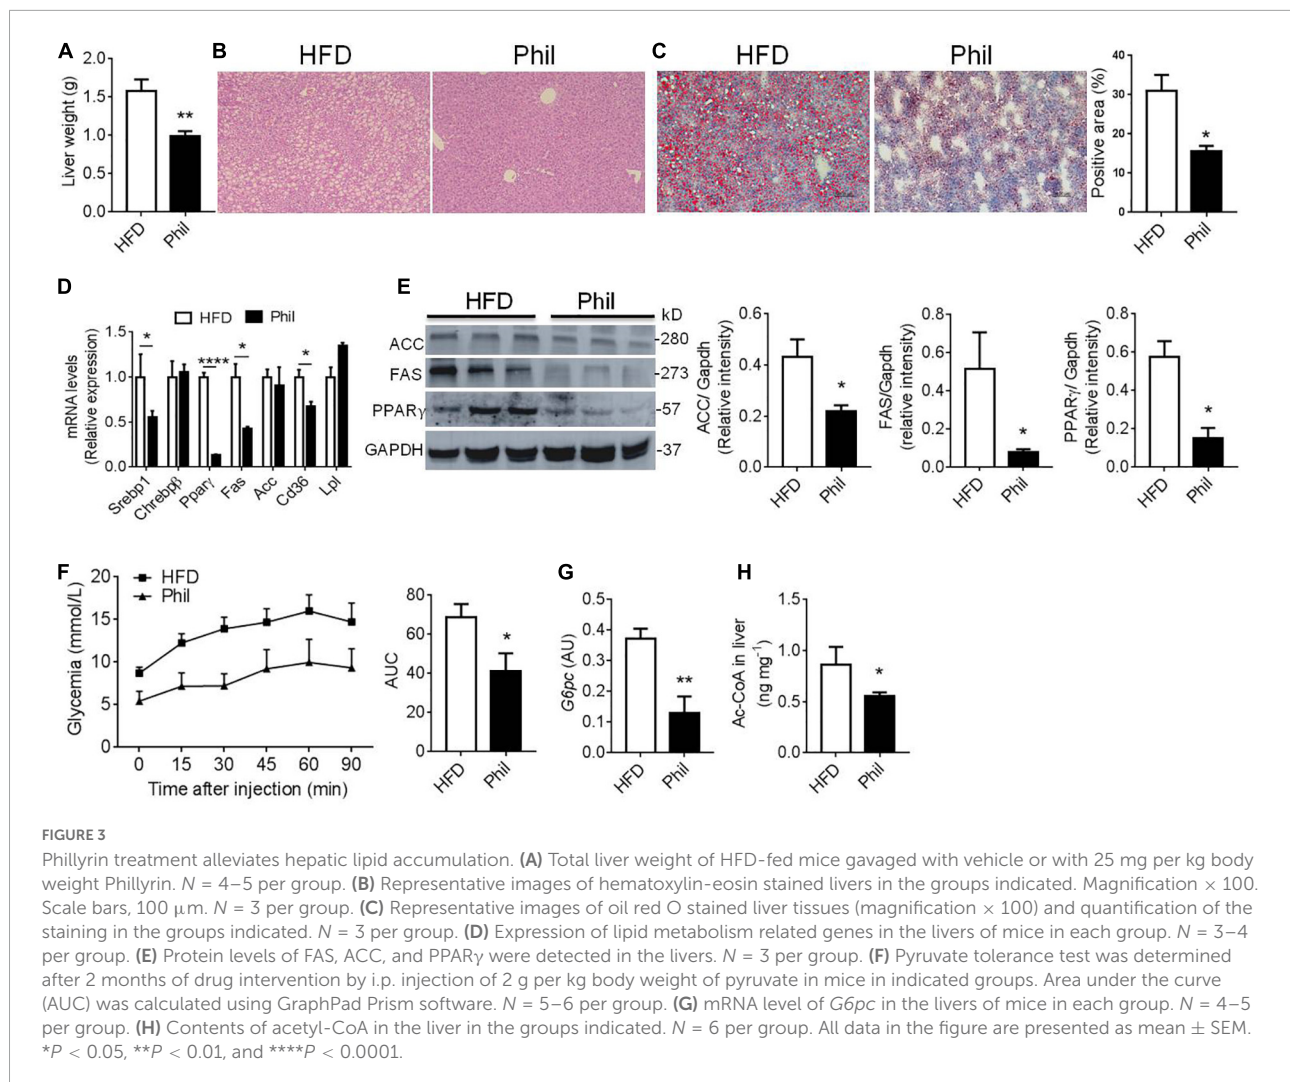 A
Liver weight (g)
2.0
1.5
1.0
0.5
0.0
**
HFD
Phil
B
HFD
Phil
C
HFD
Phil
Positive area (%)
40
30
20
10
0
*
HFD
Phil
D
HFD
Phil
mRNA levels
(Relative expression)
1.5
1.0
0.5
0.0
*
****
*
*
Srebp1
Chrebpβ
Pparγ
Fas
Acc
Cd36
Lpl
E
HFD
Phil
kD
ACC
-280
FAS
-273
PPARγ
-57
GAPDH
-37
ACC/ Gapdh
(Relative intensity)
0.6
0.4
0.2
0.0
*
HFD
Phil
FAS/Gapdh
(relative intensity)
0.8
0.6
0.4
0.2
0.0
*
HFD
Phil
PPARγ/ Gapdh
(Relative intensity)
0.8
0.6
0.4
0.2
0.0
*
HFD
Phil
F
HFD
Phil
Glycemia (mmol/L)
20
15
10
5
0
0 15 30 45 60 90
Time after injection (min)
AUC
80
60
40
20
0
*
HFD
Phil
G
G6pc (AU)
0.5
0.4
0.3
0.2
0.1
0.0
**
HFD
Phil
H
Ac-CoA in liver
(ng mg⁻¹)
1.5
1.0
0.5
0.0
*
HFD
Phil
FIGURE 3
Phillyrin treatment alleviates hepatic lipid accumulation. (A) Total liver weight of HFD-fed mice gavaged with vehicle or with 25 mg per kg body
weight Phillyrin. N = 4–5 per group. (B) Representative images of hematoxylin-eosin stained livers in the groups indicated. Magnification × 100.
Scale bars, 100 μm. N = 3 per group. (C) Representative images of oil red O stained liver tissues (magnification × 100) and quantification of the
staining in the groups indicated. N = 3 per group. (D) Expression of lipid metabolism related genes in the livers of mice in each group. N = 3–4
per group. (E) Protein levels of FAS, ACC, and PPARγ were detected in the livers. N = 3 per group. (F) Pyruvate tolerance test was determined
after 2 months of drug intervention by i.p. injection of 2 g per kg body weight of pyruvate in mice in indicated groups. Area under the curve
(AUC) was calculated using GraphPad Prism software. N = 5–6 per group. (G) mRNA level of G6pc in the livers of mice in each group. N = 4–5
per group. (H) Contents of acetyl-CoA in the liver in the groups indicated. N = 6 per group. All data in the figure are presented as mean ± SEM.
*P < 0.05, **P < 0.01, and ****P < 0.0001.